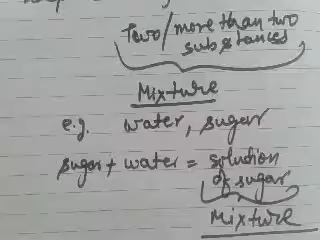 Two/more than two
substances
Mixture
e.g. water, sugar
sugar + water = solution
of sugar
Mixture